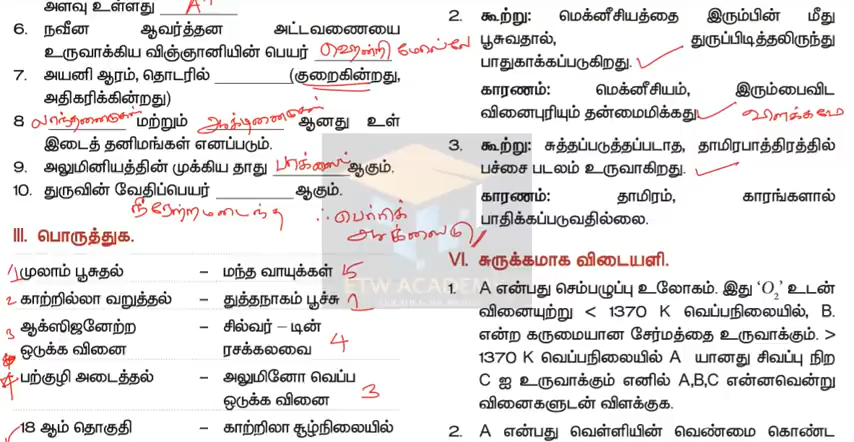 அளவு உள்ளது A°
6. நவீன ஆவர்த்தன அட்டவணையை
உருவாக்கிய விஞ்ஞானியின் பெயர் ஹென்றி மோஸ்லே
7. அயனி ஆரம், தொடரில் __________ (குறைகின்றது,
அதிகரிக்கின்றது)
8 லாந்தனைடுகள் மற்றும் ஆக்டினைடுகள் ஆனது உள்
இடைத் தனிமங்கள் எனப்படும்.
9. அலுமினியத்தின் முக்கிய தாது பாக்ஸைட் ஆகும்.
10. துருவின் வேதிப்பெயர் __________ ஆகும்.
நீரேற்றமடைந்த பெர்ரிக்
ஆக்ஸைடு
III. பொருத்துக.
1 முலாம் பூசுதல் – மந்த வாயுக்கள் 5
2 காற்றில்லா வறுத்தல் – துத்தநாகம் பூச்சு 1
3 ஆக்ஸிஜனேற்ற – சில்வர் – டின்
ஒடுக்க வினை ரசக்கலவை 4
4 பற்குழி அடைத்தல் – அலுமினோ வெப்ப
ஒடுக்க வினை 3
18 ஆம் தொகுதி – காற்றிலா சூழ்நிலையில்
2. கூற்று: மெக்னீசியத்தை இரும்பின் மீது
பூசுவதால், துருப்பிடித்தலிருந்து
பாதுகாக்கப்படுகிறது.
காரணம்: மெக்னீசியம், இரும்பைவிட
வினைபுரியும் தன்மைமிக்கது விளக்கமே
3. கூற்று: சுத்தப்படுத்தப்படாத, தாமிரபாத்திரத்தில்
பச்சை படலம் உருவாகிறது.
காரணம்: தாமிரம், காரங்களால்
பாதிக்கப்படுவதில்லை.
VI. சுருக்கமாக விடையளி.
1. A என்பது செம்பழுப்பு உலோகம். இது ‘O₂’ உடன்
வினையுற்று < 1370 K வெப்பநிலையில், B.
என்ற கருமையான சேர்மத்தை உருவாக்கும். >
1370 K வெப்பநிலையில் A யானது சிவப்பு நிற
C ஐ உருவாக்கும் எனில் A,B,C என்னவென்று
வினைகளுடன் விளக்குக.
2. A என்பது வெள்ளியின் வெண்மை கொண்ட
ETW ACADEMY